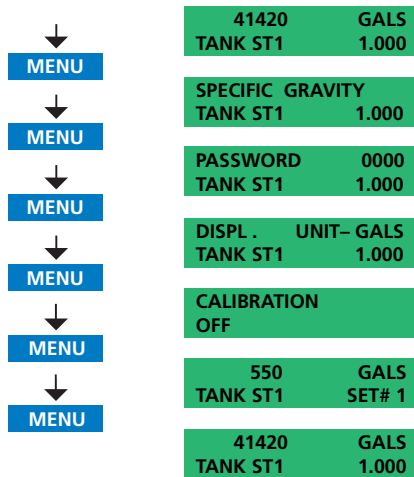 41420 GALS
TANK ST1 1.000
MENU
SPECIFIC GRAVITY
TANK ST1 1.000
MENU
PASSWORD 0000
TANK ST1 1.000
MENU
DISPL . UNIT– GALS
TANK ST1 1.000
MENU
CALIBRATION
OFF
MENU
550 GALS
TANK ST1 SET# 1
MENU
41420 GALS
TANK ST1 1.000